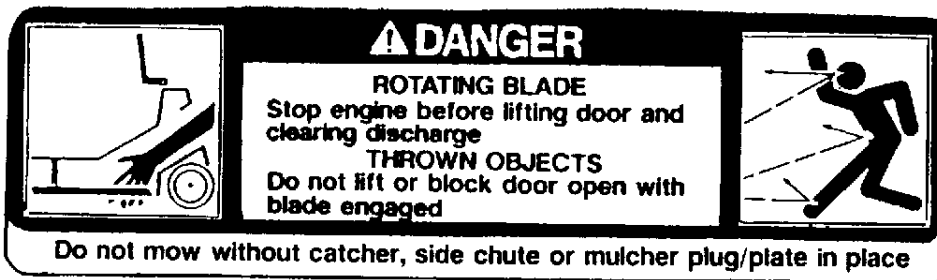 DANGER
ROTATING BLADE
Stop engine before lifting door and
clearing discharge
THROWN OBJECTS
Do not lift or block door open with
blade engaged
Do not mow without catcher, side chute or mulcher plug/plate in place